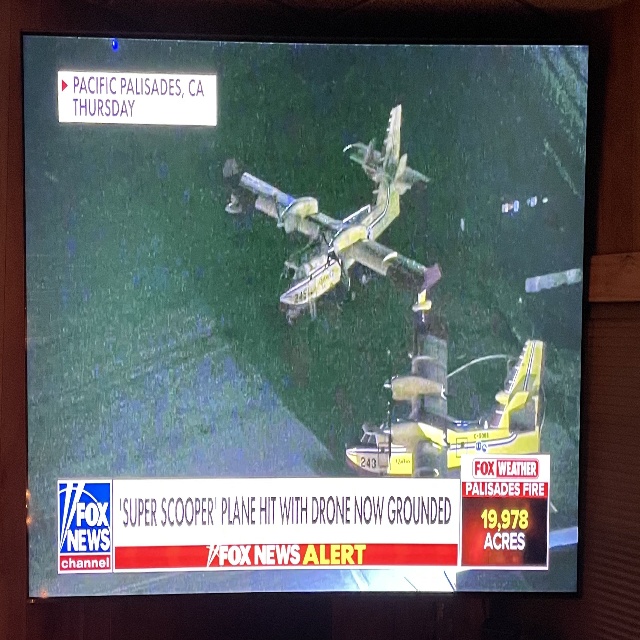 PACIFIC PALISADES, CA
THURSDAY
243
Québec
FOX
NEWS
channel
'SUPER SCOOPER' PLANE HIT WITH DRONE NOW GROUNDED
FOX NEWS ALERT
FOX WEATHER
PALISADES FIRE
19,978
ACRES